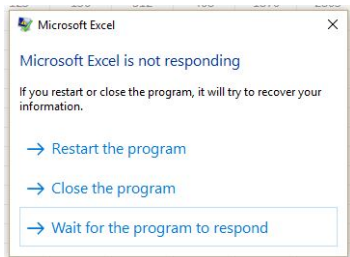 Microsoft Excel
Microsoft Excel is not responding
If you restart or close the program, it will try to recover your
information.
Restart the program
Close the program
Wait for the program to respond